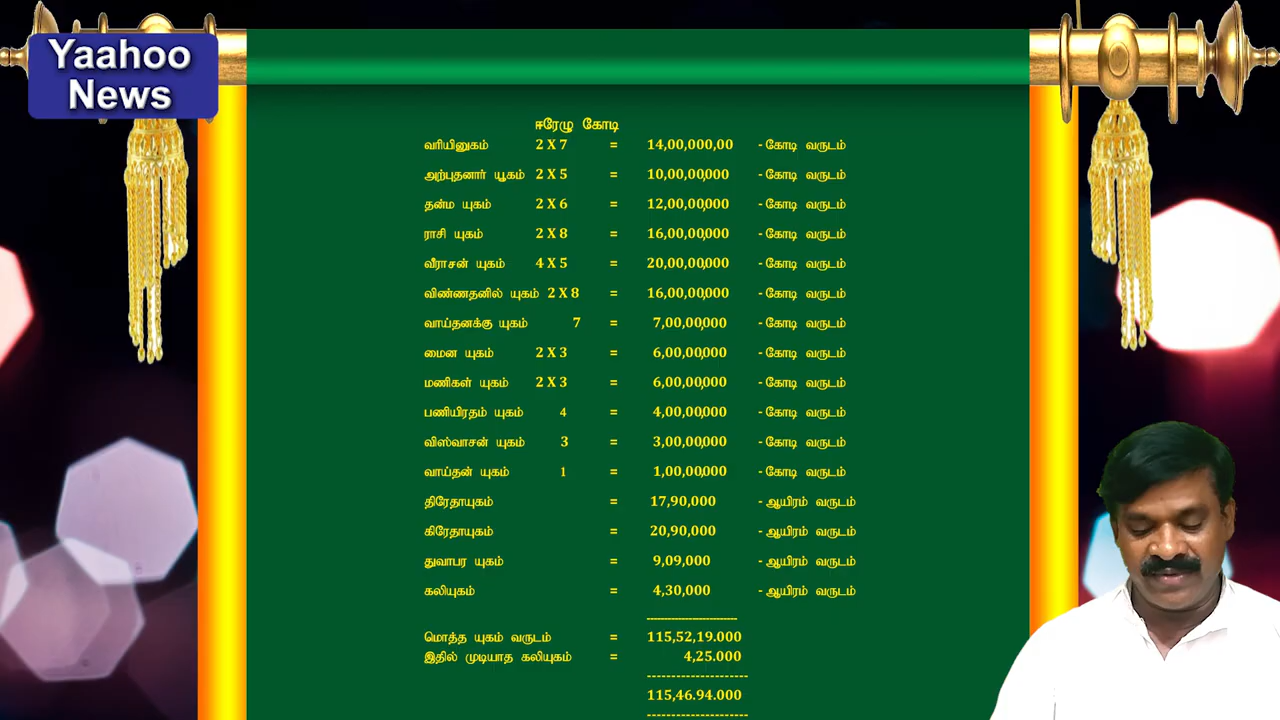 Yaahoo
News
ஈரேழு கோடி
வரியினுகம் 2 X 7 = 14,00,000,00 - கோடி வருடம்
அற்புதனார் யூகம் 2 X 5 = 10,00,00,000 - கோடி வருடம்
தன்ம யுகம் 2 X 6 = 12,00,00,000 - கோடி வருடம்
ராசி யுகம் 2 X 8 = 16,00,00,000 - கோடி வருடம்
வீராசன் யுகம் 4 X 5 = 20,00,00,000 - கோடி வருடம்
விண்ணதனில் யுகம் 2 X 8 = 16,00,00,000 - கோடி வருடம்
வாய்தனக்கு யுகம் 7 = 7,00,00,000 - கோடி வருடம்
மைன யுகம் 2 X 3 = 6,00,00,000 - கோடி வருடம்
மணிகள் யுகம் 2 X 3 = 6,00,00,000 - கோடி வருடம்
பணியிரதம் யுகம் 4 = 4,00,00,000 - கோடி வருடம்
விஸ்வாசன் யுகம் 3 = 3,00,00,000 - கோடி வருடம்
வாய்தன் யுகம் 1 = 1,00,00,000 - கோடி வருடம்
திரேதாயுகம் = 17,90,000 - ஆயிரம் வருடம்
கிரேதாயுகம் = 20,90,000 - ஆயிரம் வருடம்
துவாபர யுகம் = 9,09,000 - ஆயிரம் வருடம்
கலியுகம் = 4,30,000 - ஆயிரம் வருடம்
மொத்த யுகம் வருடம் = 115,52,19.000
இதில் முடியாத கலியுகம் = 4,25.000
115,46.94.000